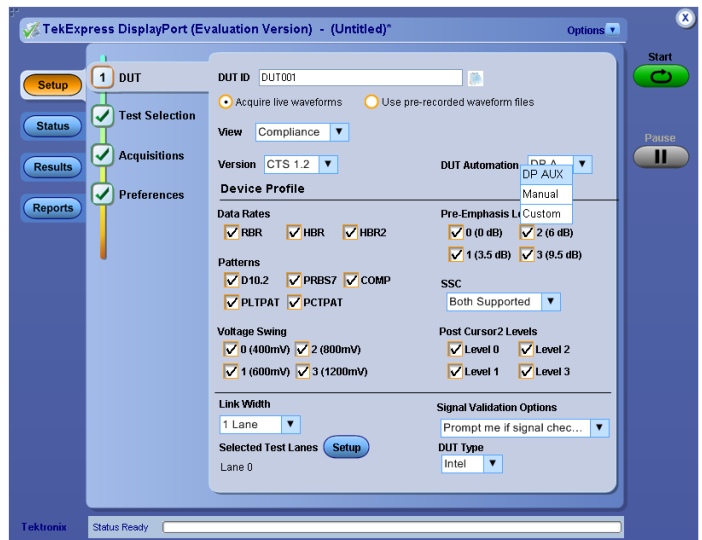 TekExpress DisplayPort (Evaluation Version) - (Untitled)*
Options
x
Start
Pause
Setup
Status
Results
Reports
1 DUT
Test Selection
Acquisitions
Preferences
DUT ID DUT001
Acquire live waveforms Use pre-recorded waveform files
View Compliance
Version CTS 1.2 DUT Automation DP A
DP AUX
Manual
Custom
Device Profile
Data Rates
RBR HBR HBR2
Patterns
D10.2 PRBS7 COMP
PLTPAT PCTPAT
Voltage Swing
0 (400mV) 2 (800mV)
1 (600mV) 3 (1200mV)
Pre-Emphasis L
0 (0 dB) 2 (6 dB)
1 (3.5 dB) 3 (9.5 dB)
SSC
Both Supported
Post Cursor2 Levels
Level 0 Level 2
Level 1 Level 3
Link Width
1 Lane
Selected Test Lanes Setup
Lane 0
Signal Validation Options
Prompt me if signal chec...
DUT Type
Intel
Tektronix Status Ready